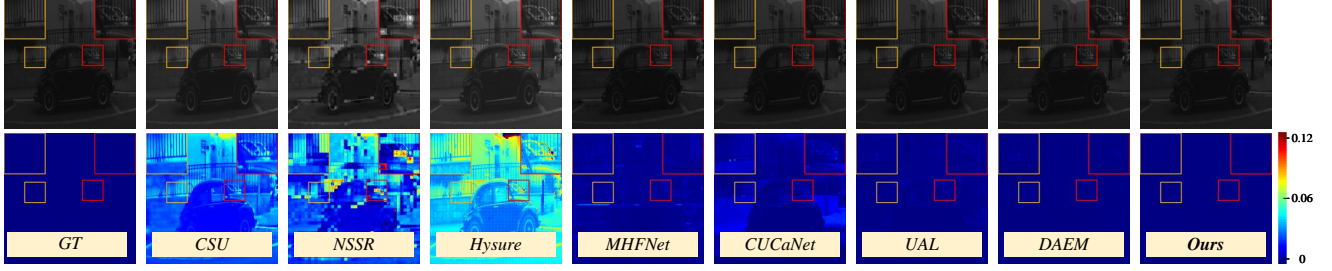 0.12
0.06
0
GT CSU NSSR Hysure MHFNet CUCaNet UAL DAEM Ours